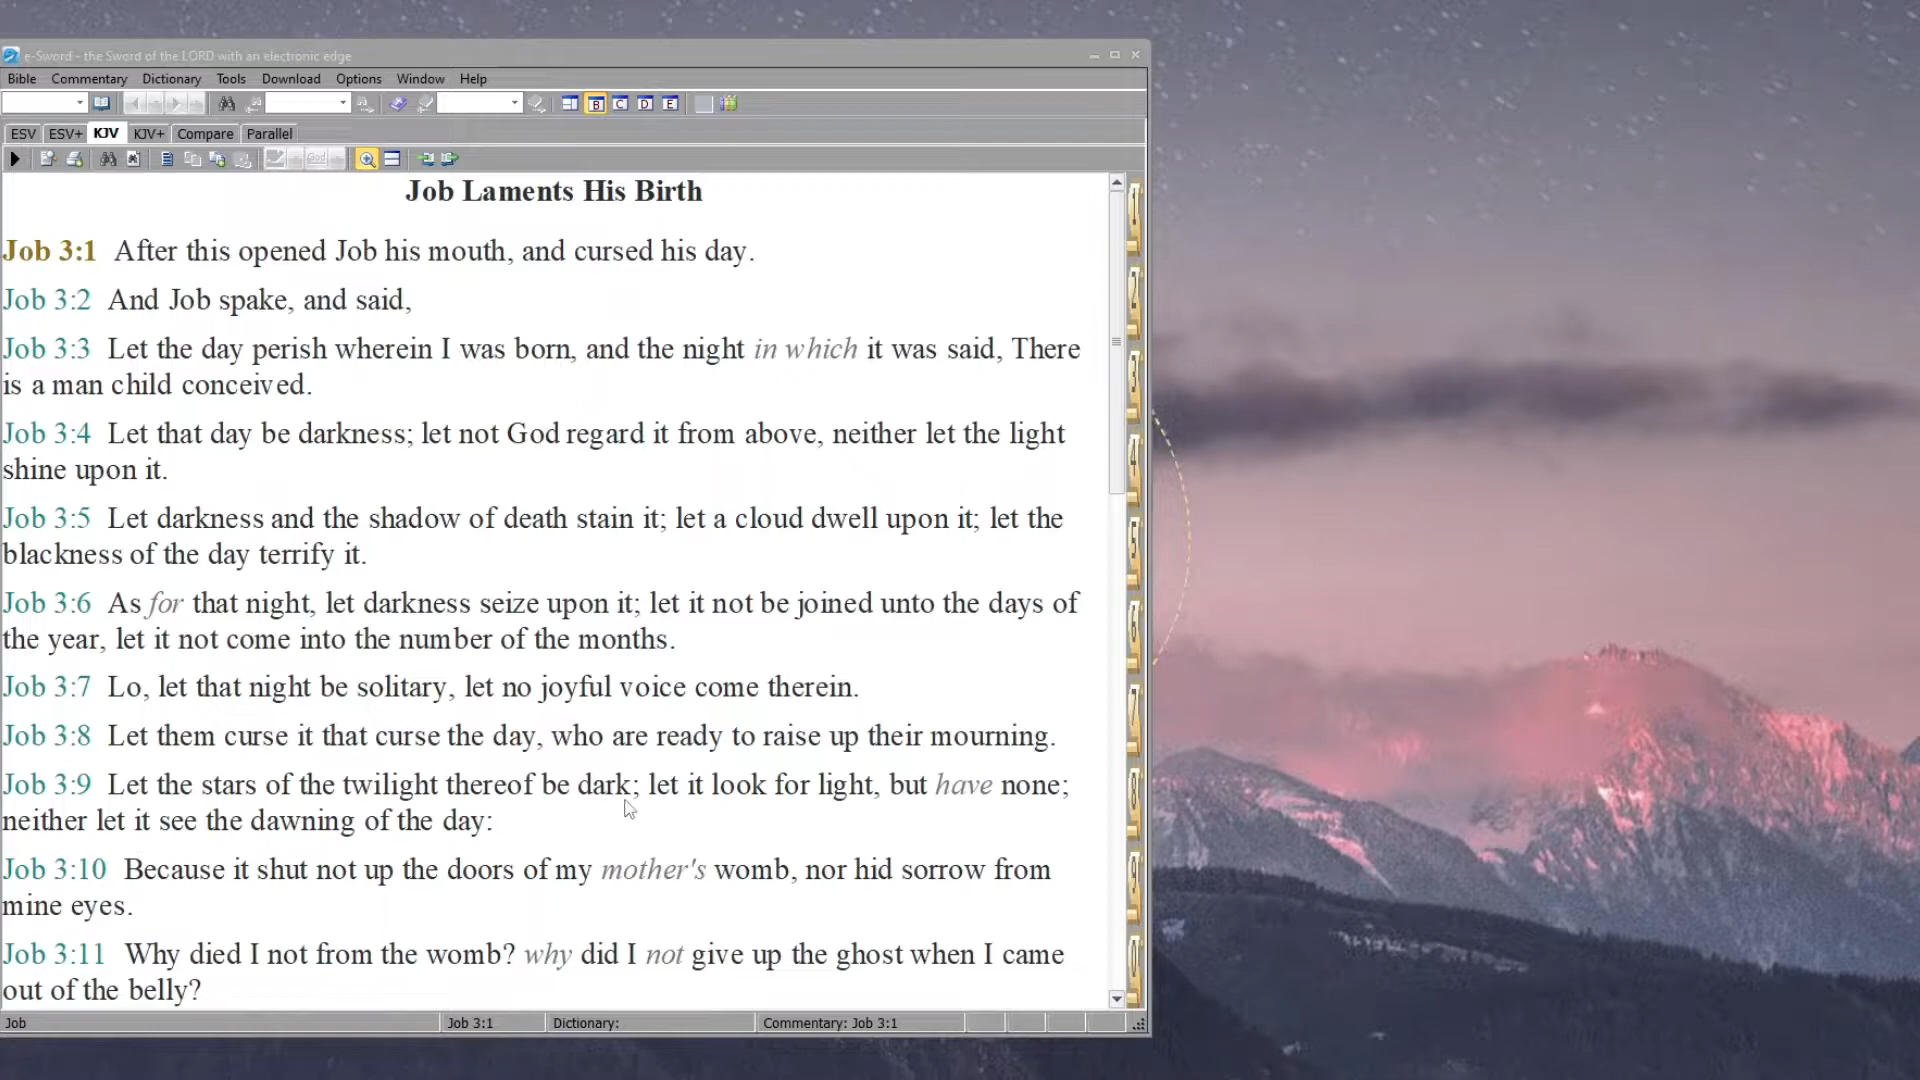 e-Sword - the Sword of the LORD with an electronic edge
Bible Commentary Dictionary Tools Download Options Window Help
B C D E
ESV ESV+ KJV KJV+ Compare Parallel
God
Job Laments His Birth
Job 3:1 After this opened Job his mouth, and cursed his day.
Job 3:2 And Job spake, and said,
Job 3:3 Let the day perish wherein I was born, and the night in which it was said, There
is a man child conceived.
Job 3:4 Let that day be darkness; let not God regard it from above, neither let the light
shine upon it.
Job 3:5 Let darkness and the shadow of death stain it; let a cloud dwell upon it; let the
blackness of the day terrify it.
Job 3:6 As for that night, let darkness seize upon it; let it not be joined unto the days of
the year, let it not come into the number of the months.
Job 3:7 Lo, let that night be solitary, let no joyful voice come therein.
Job 3:8 Let them curse it that curse the day, who are ready to raise up their mourning.
Job 3:9 Let the stars of the twilight thereof be dark; let it look for light, but have none;
neither let it see the dawning of the day:
Job 3:10 Because it shut not up the doors of my mother's womb, nor hid sorrow from
mine eyes.
Job 3:11 Why died I not from the womb? why did I not give up the ghost when I came
out of the belly?
1
2
3
4
5
6
7
8
9
0
Job Job 3:1 Dictionary: Commentary: Job 3:1